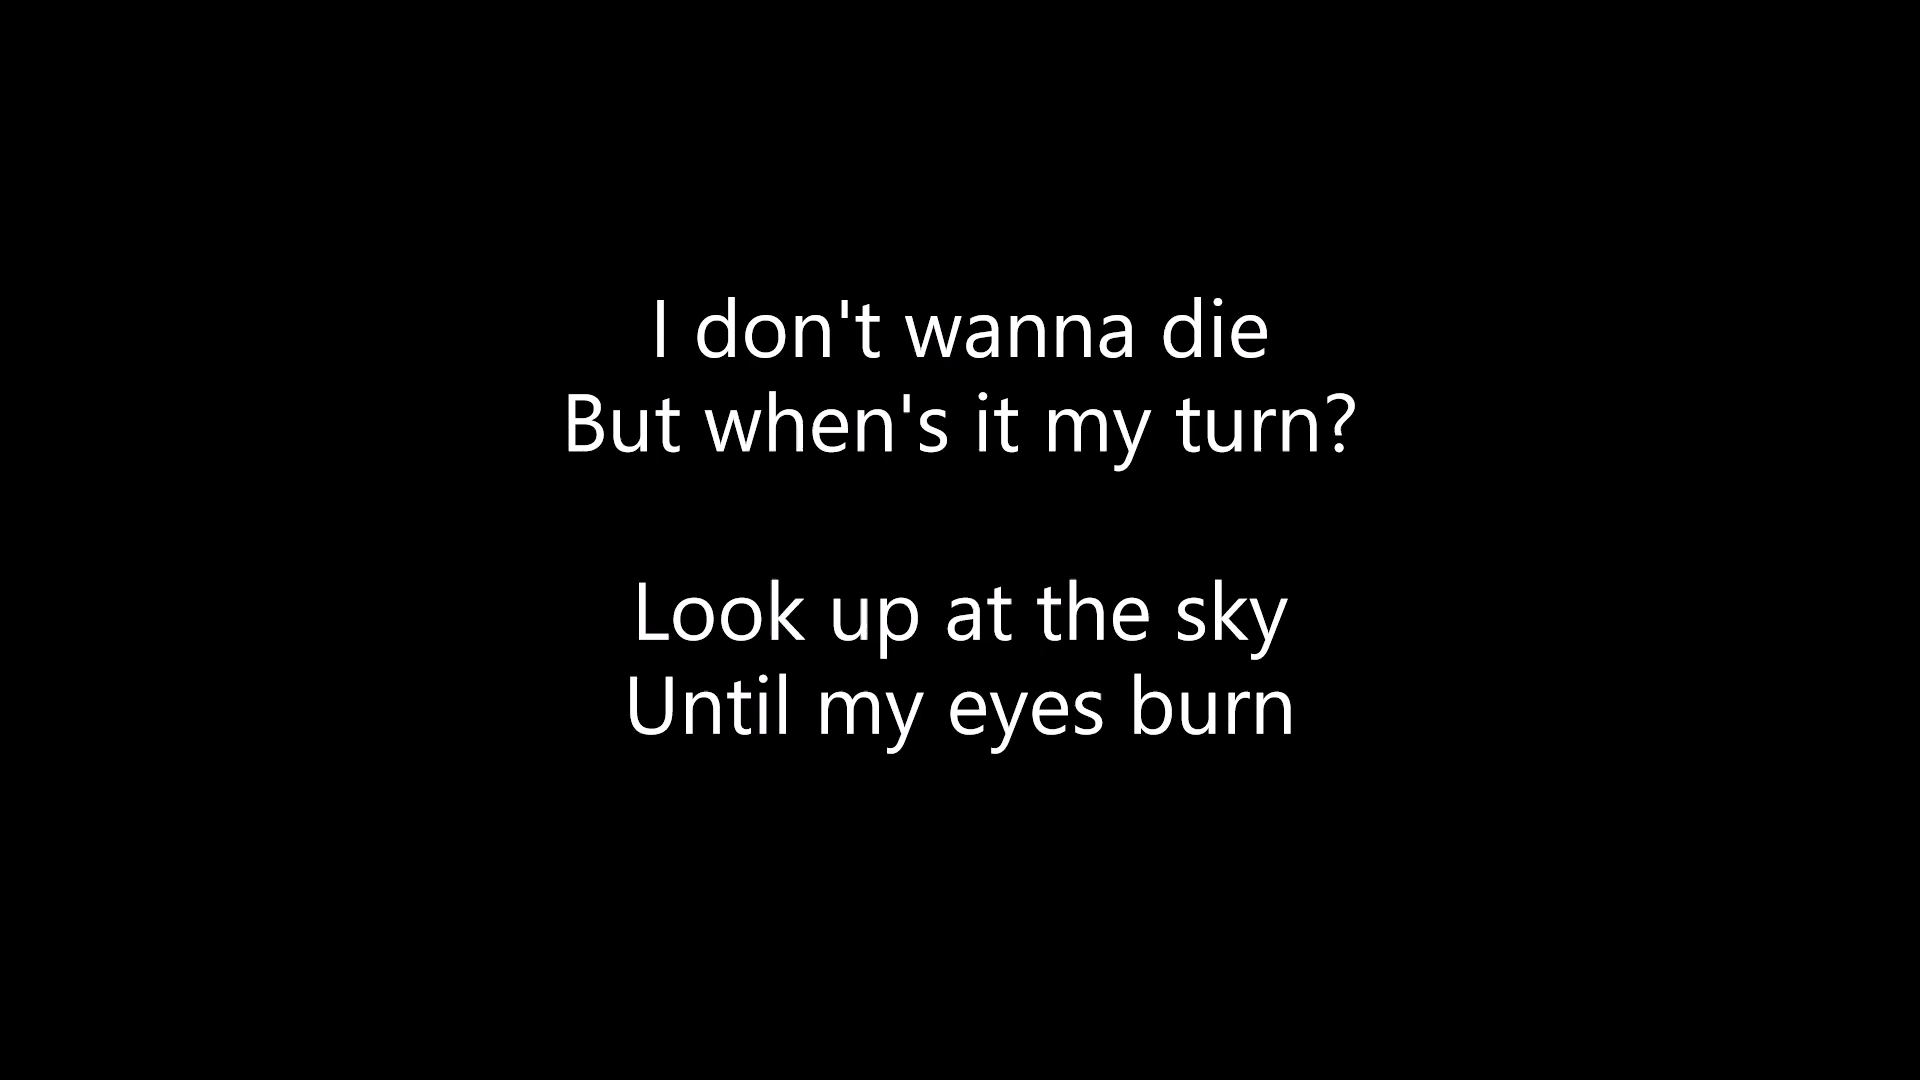 I don't wanna die
But when's it my turn?
Look up at the sky
Until my eyes burn